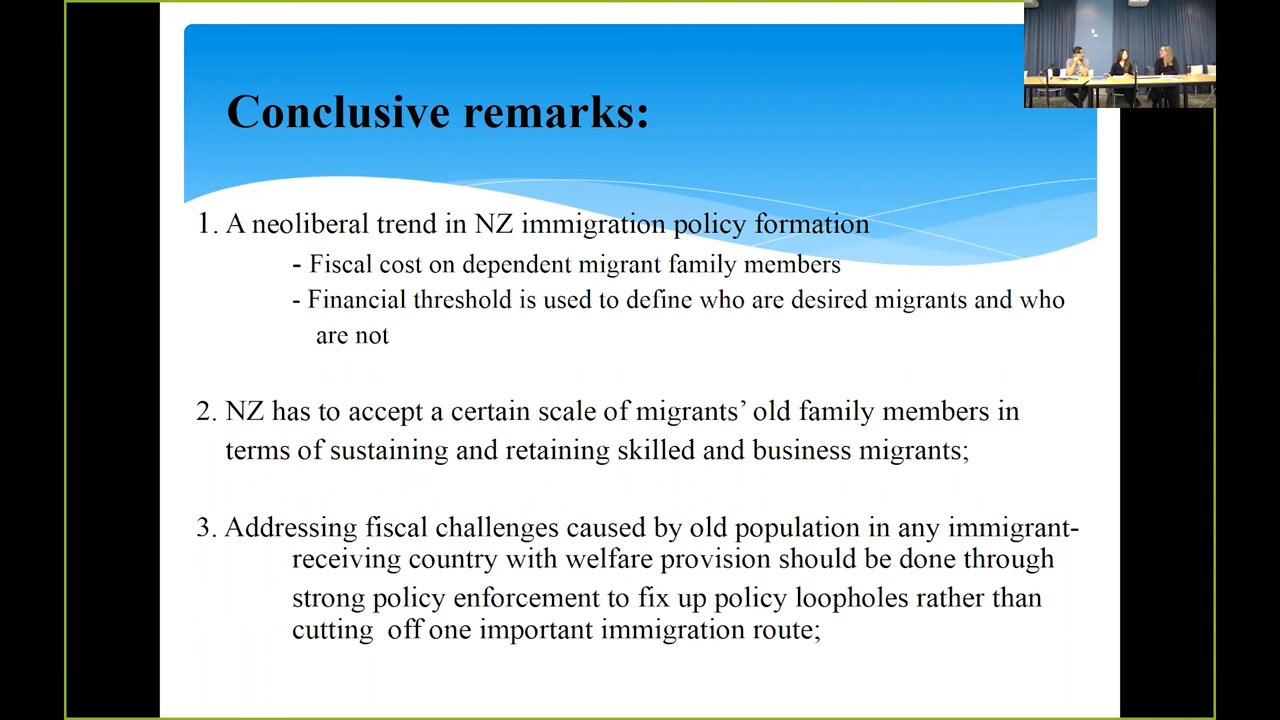 Conclusive remarks:
1. A neoliberal trend in NZ immigration policy formation
- Fiscal cost on dependent migrant family members
- Financial threshold is used to define who are desired migrants and who
are not
2. NZ has to accept a certain scale of migrants’ old family members in
terms of sustaining and retaining skilled and business migrants;
3. Addressing fiscal challenges caused by old population in any immigrant-
receiving country with welfare provision should be done through
strong policy enforcement to fix up policy loopholes rather than
cutting off one important immigration route;